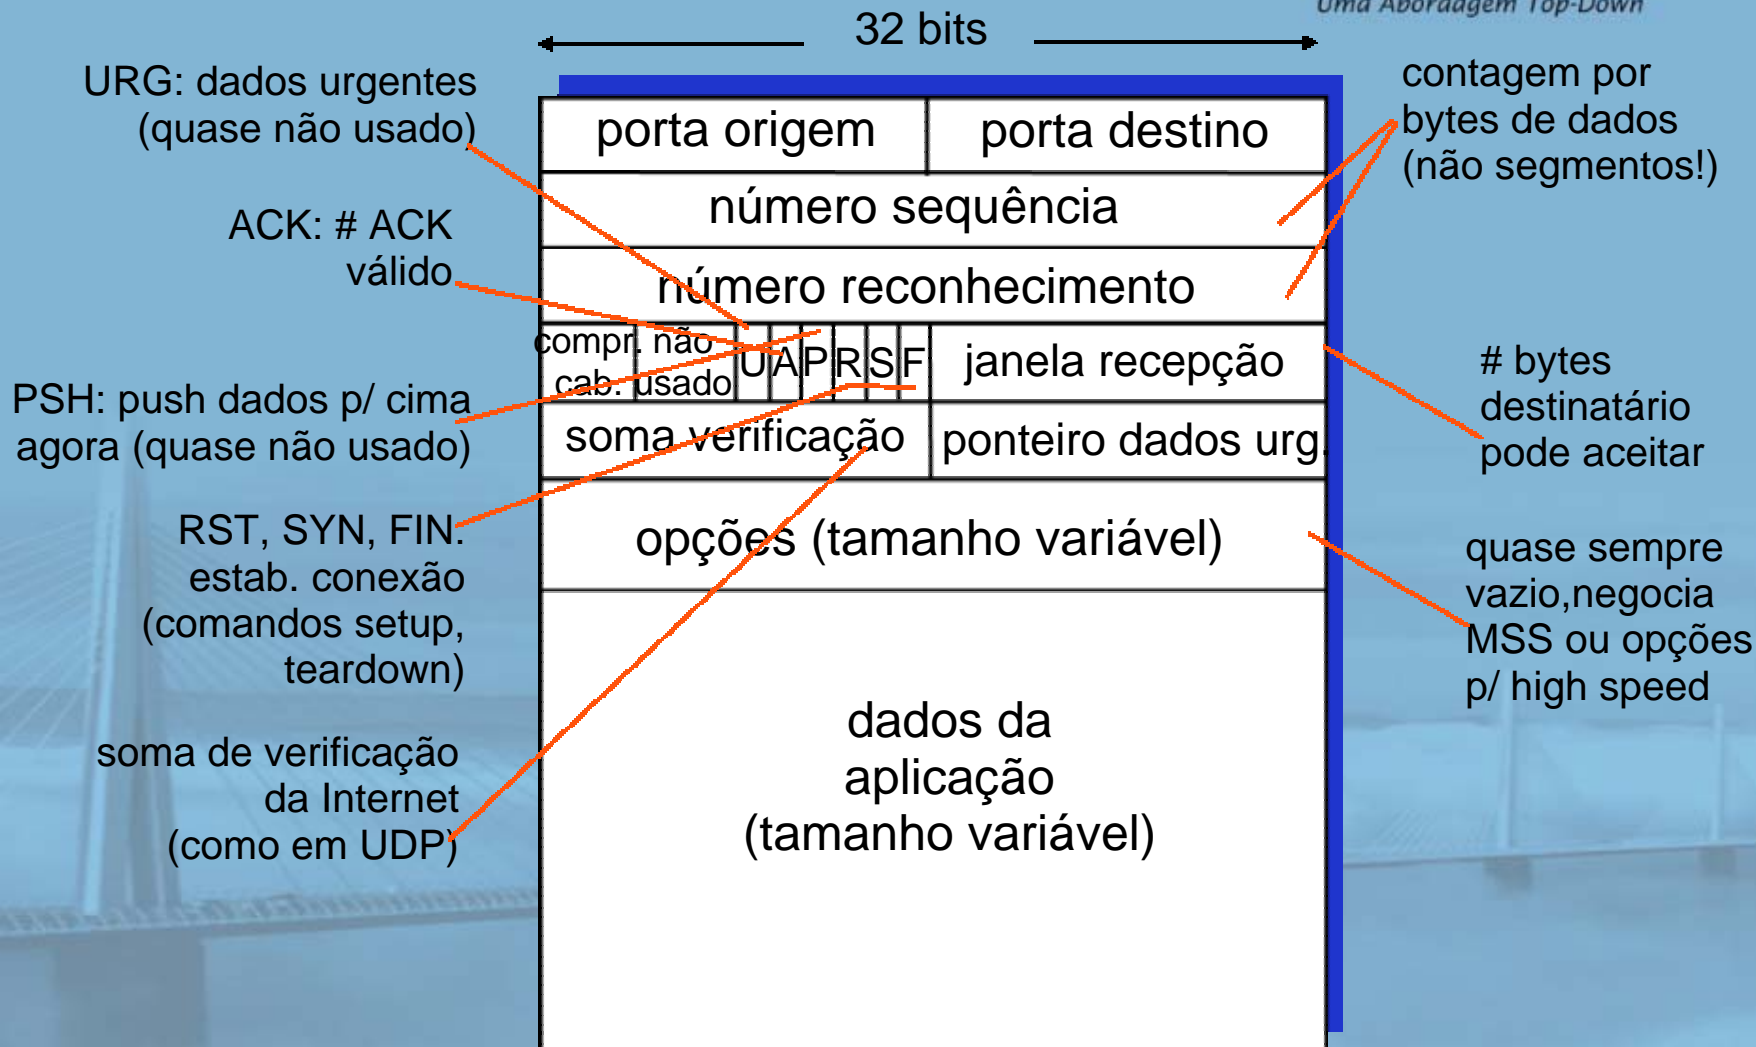 Uma Abordagem Top-Down
32 bits
URG: dados urgentes
(quase não usado)
ACK: # ACK
válido
PSH: push dados p/ cima
agora (quase não usado)
RST, SYN, FIN:
estab. conexão
(comandos setup,
teardown)
soma de verificação
da Internet
(como em UDP)
porta origem
porta destino
número sequência
número reconhecimento
compr.
cab.
não
usado
U A P R S F
janela recepção
soma verificação
ponteiro dados urg.
opções (tamanho variável)
dados da
aplicação
(tamanho variável)
contagem por
bytes de dados
(não segmentos!)
# bytes
destinatário
pode aceitar
quase sempre
vazio,negocia
MSS ou opções
p/ high speed